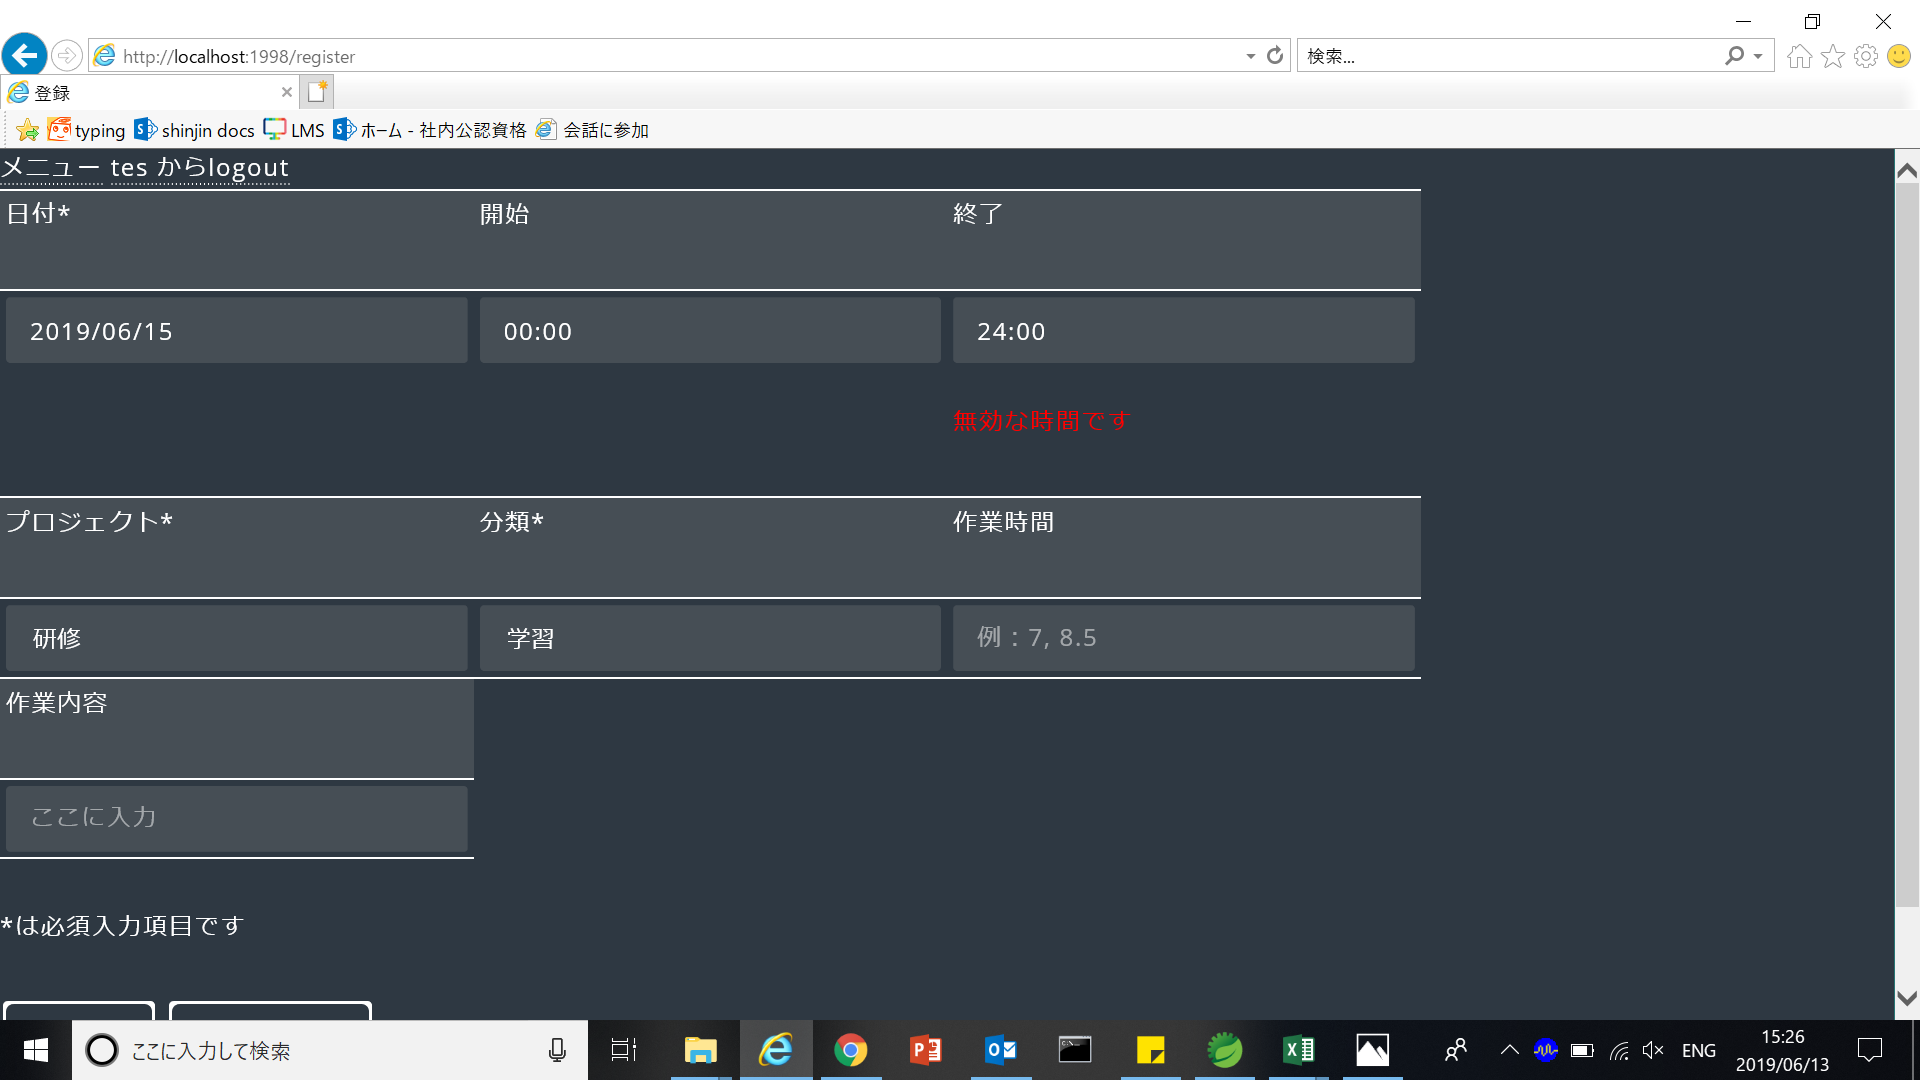 http://localhost:1998/register
検索...
登録
typing shinjin docs LMS ホーム - 社内公認資格 会話に参加
メニュー tes からlogout
日付* 開始 終了
2019/06/15 00:00 24:00
無効な時間です
プロジェクト* 分類* 作業時間
研修 学習 例：7, 8.5
作業内容
ここに入力
*は必須入力項目です
ここに入力して検索
ENG
15:26
2019/06/13